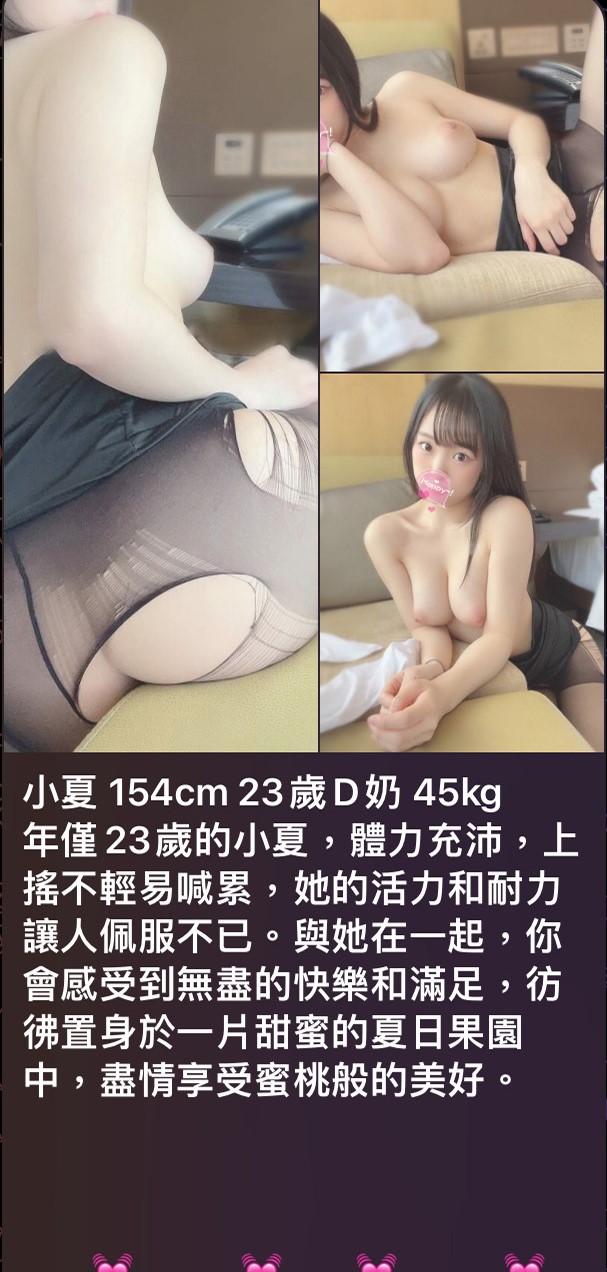 Happy
小夏 154cm 23歲D奶 45kg
年僅23歲的小夏，體力充沛，上
搖不輕易喊累，她的活力和耐力
讓人佩服不已。與她在一起，你
會感受到無盡的快樂和滿足，彷
彿置身於一片甜蜜的夏日果園
中，盡情享受蜜桃般的美好。